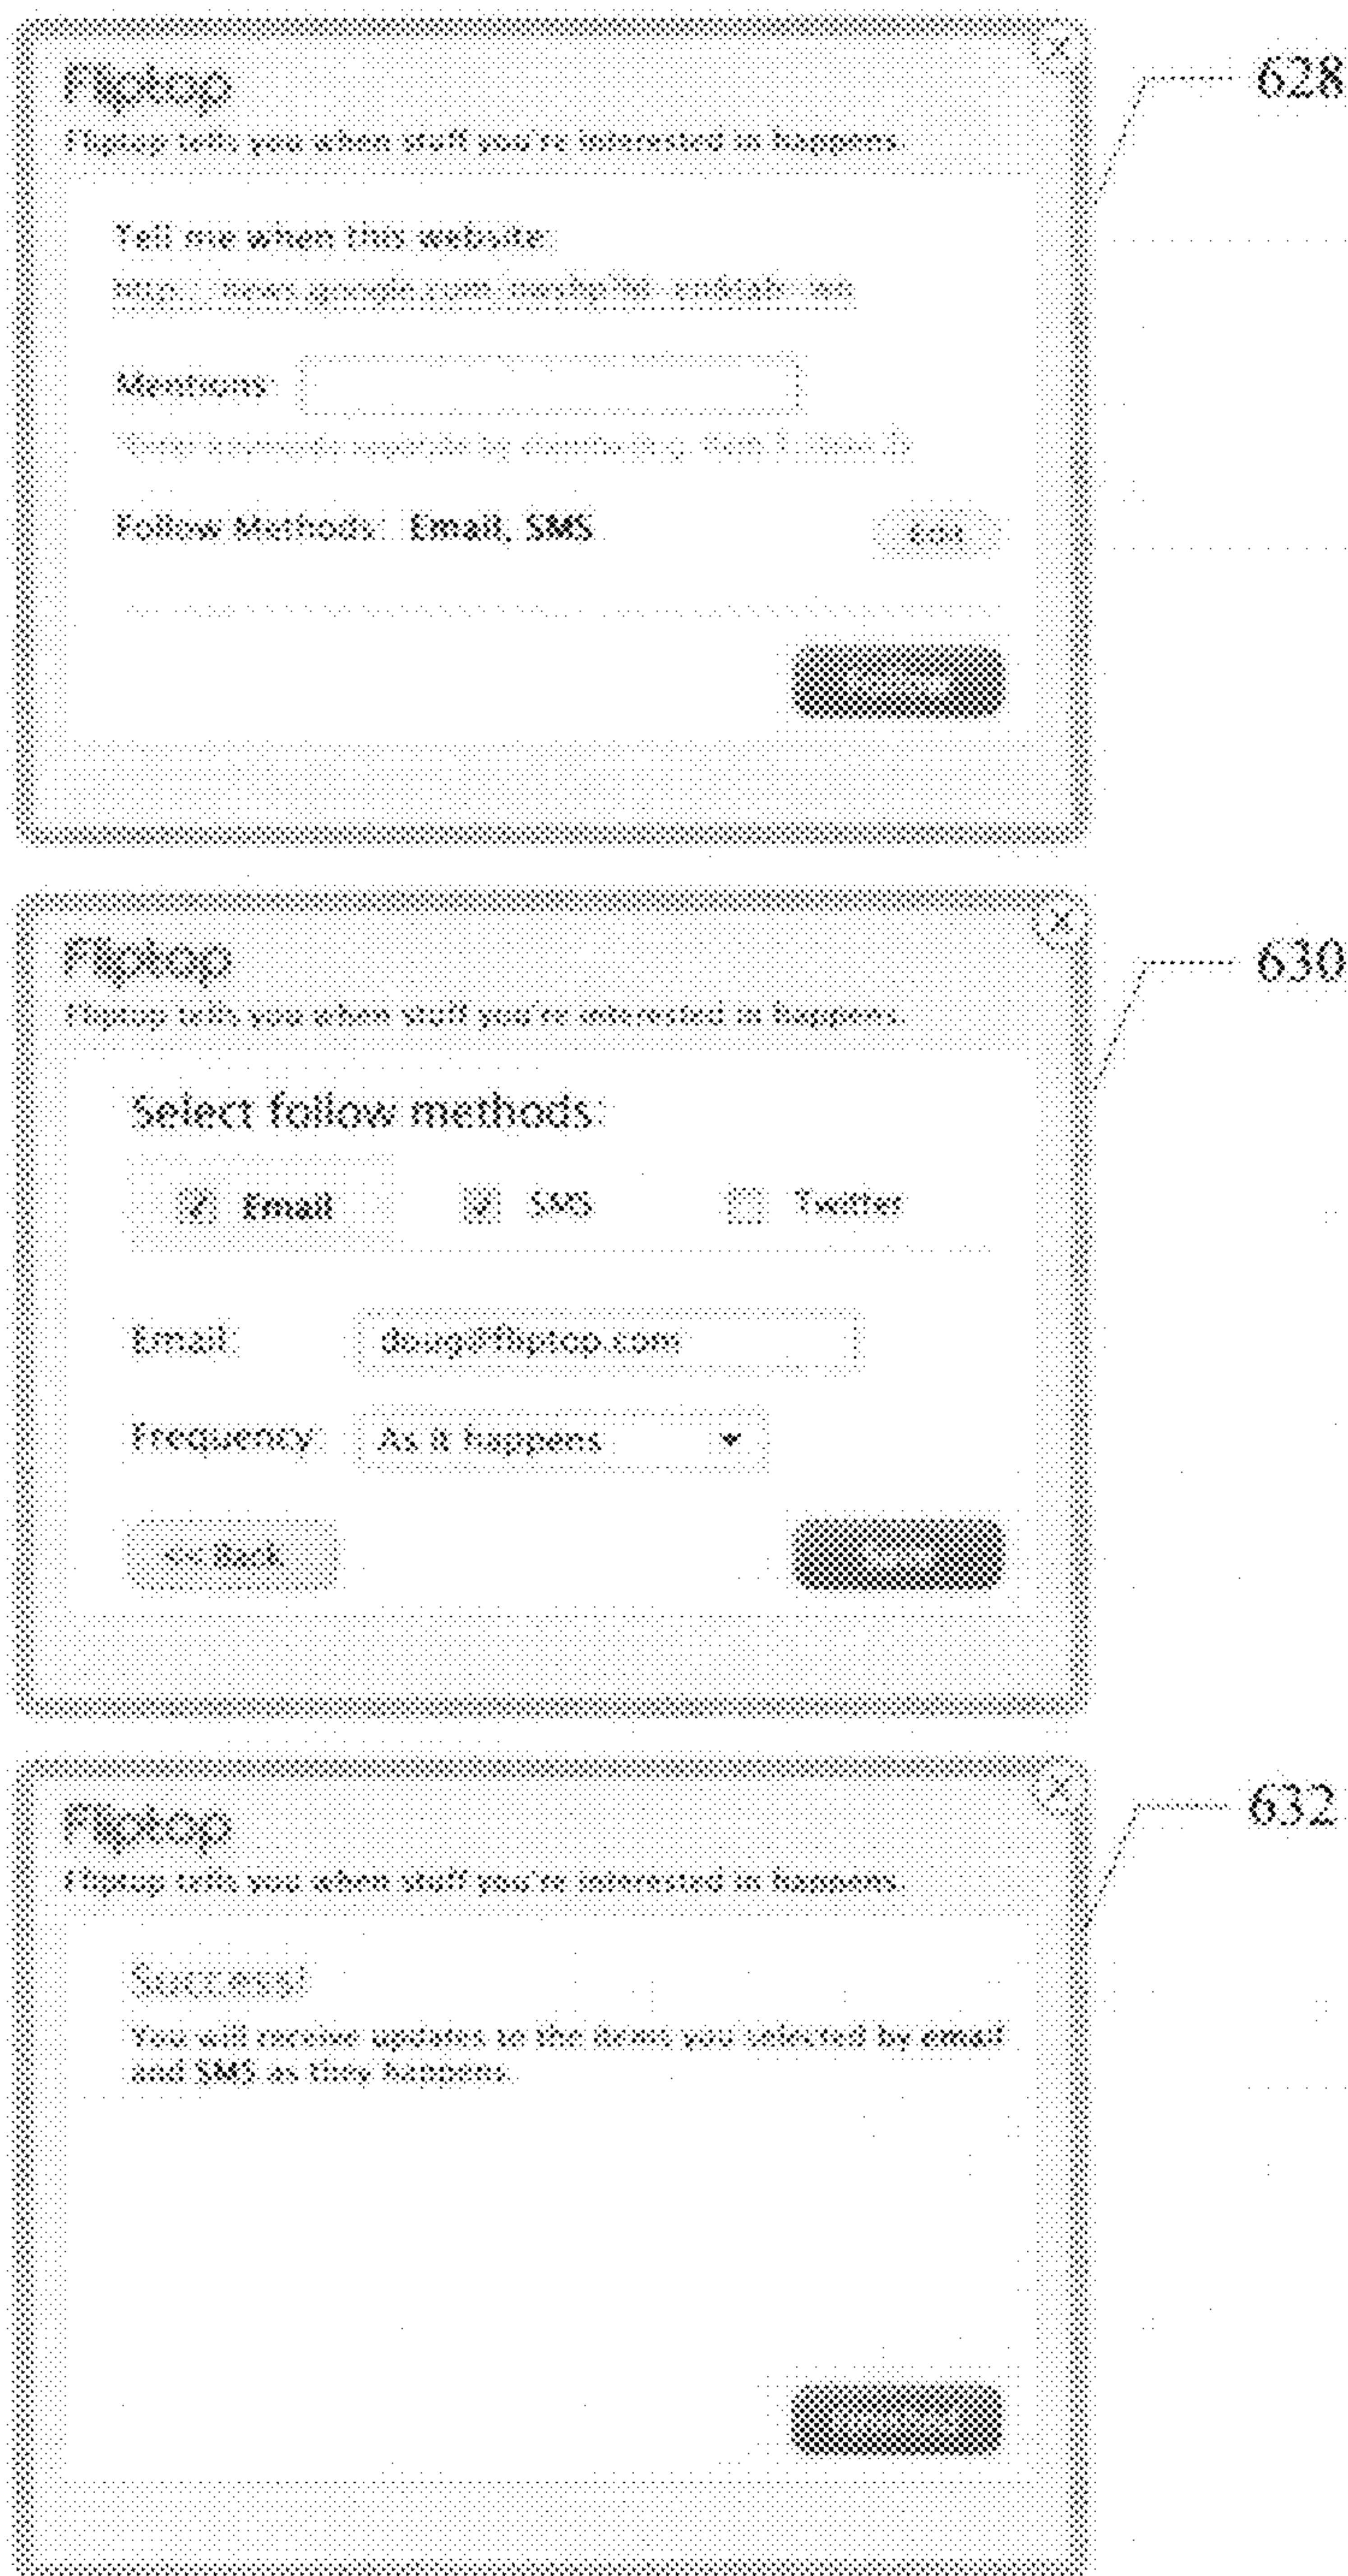 Fliptop
628
Fliptop tells you when stuff you're interested in happens.
Tell me when this website:
Mentions
Follow Methods: Email, SMS
Edit
Fliptop
630
Fliptop tells you when stuff you're interested in happens.
Select follow methods:
Email SMS Twitter
Email: doug@fliptop.com
Frequency: As it happens
<< Back
Fliptop
632
Fliptop tells you when stuff you're interested in happens.
Success!
You will receive updates to the items you selected by email
and SMS as they happen.